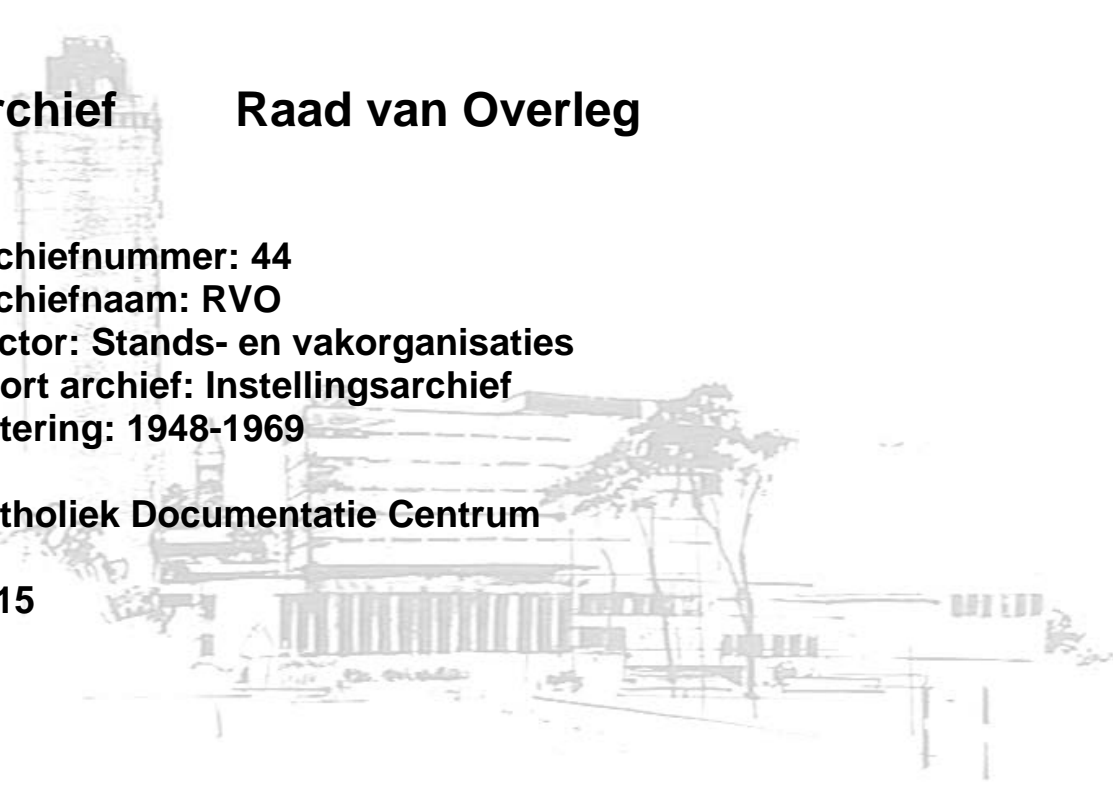 rchief Raad van Overleg
chiefnummer: 44
chiefnaam: RVO
ctor: Stands- en vakorganisaties
ort archief: Instellingsarchief
tering: 1948-1969
tholiek Documentatie Centrum
15